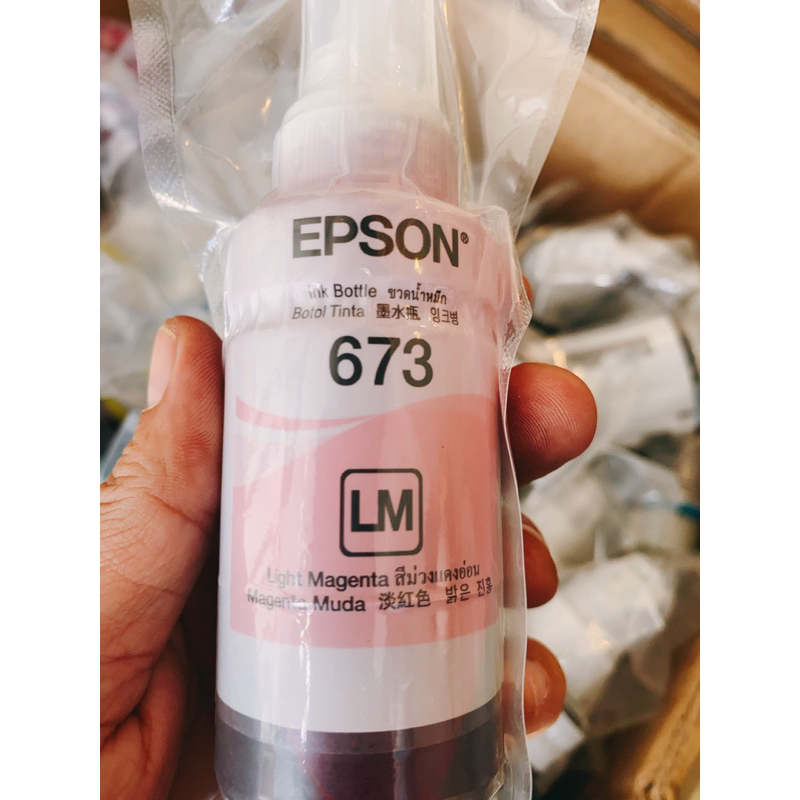 EPSON®
Ink Bottle ขวดน้ำหมึก
Botol Tinta 墨水瓶 잉크병
673
LM
Light Magenta สีม่วงแดงอ่อน
Magenta Muda 淡紅色 밝은 진홍